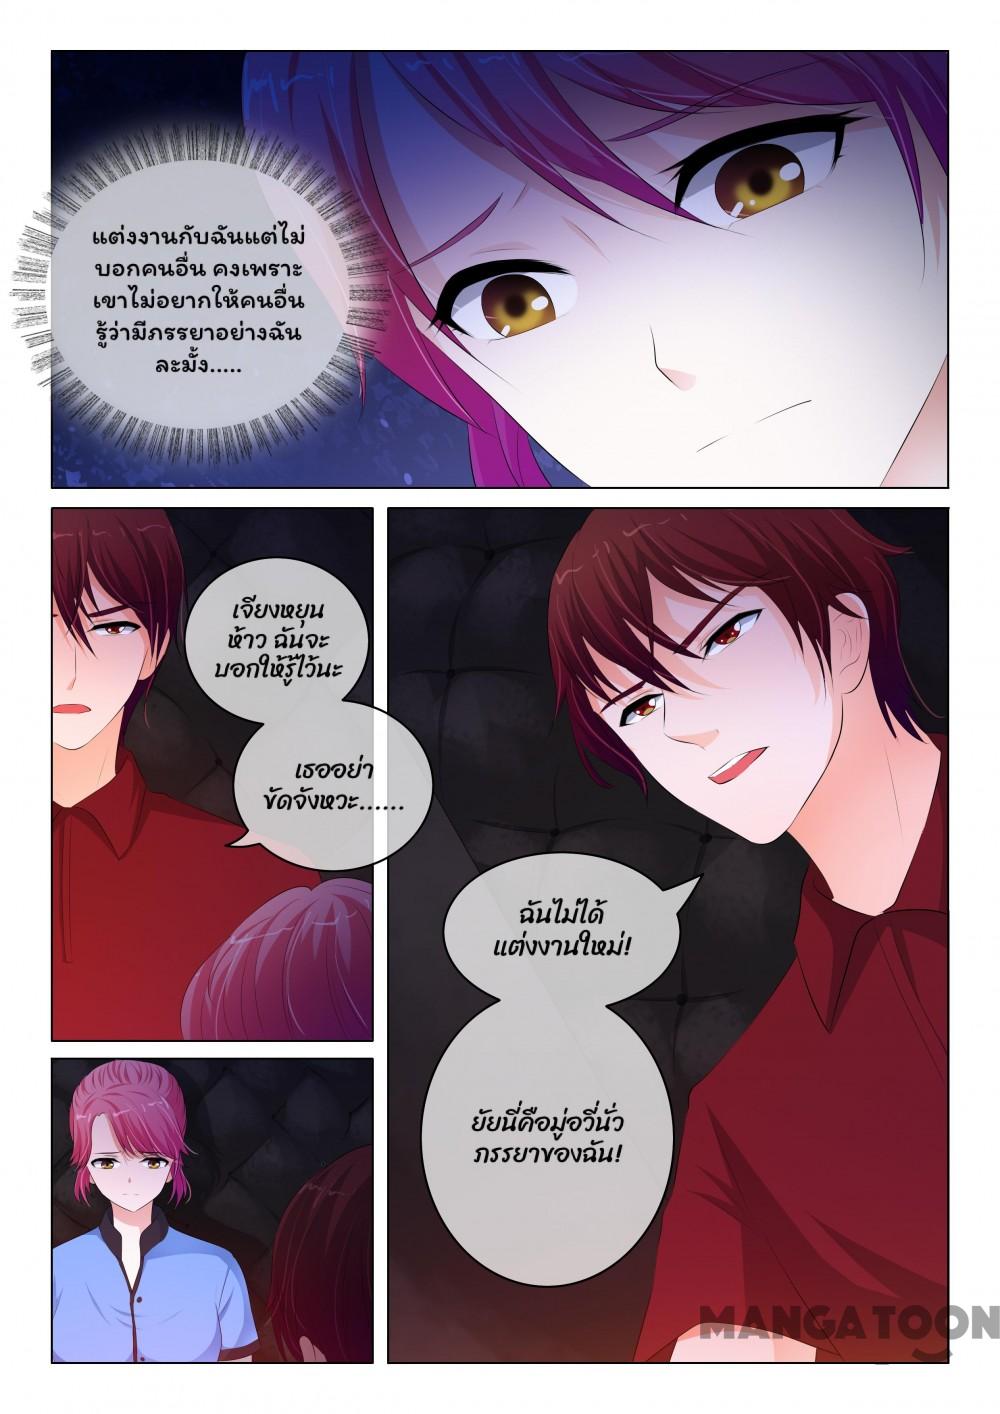 แต่งงานกับฉันแต่ไม่
บอกคนอื่น คงเพราะ
เขาไม่อยากให้คนอื่น
รู้ว่ามีภรรยาอย่างฉัน
ละมั้ง.....
เจียงหยุน
ห้าว ฉันจะ
บอกให้รู้ไว้นะ
เธออย่า
ขัดจังหวะ......
ฉันไม่ได้
แต่งงานใหม่!
ยัยนี่คือมู่อวี่นั่ว
ภรรยาของฉัน!
MANGATOON